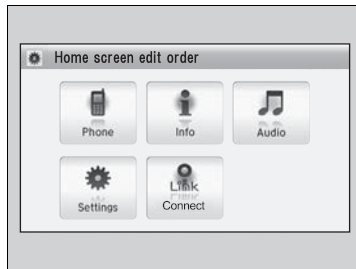 Home screen edit order
Phone
Info
Audio
Settings
Link
Connect